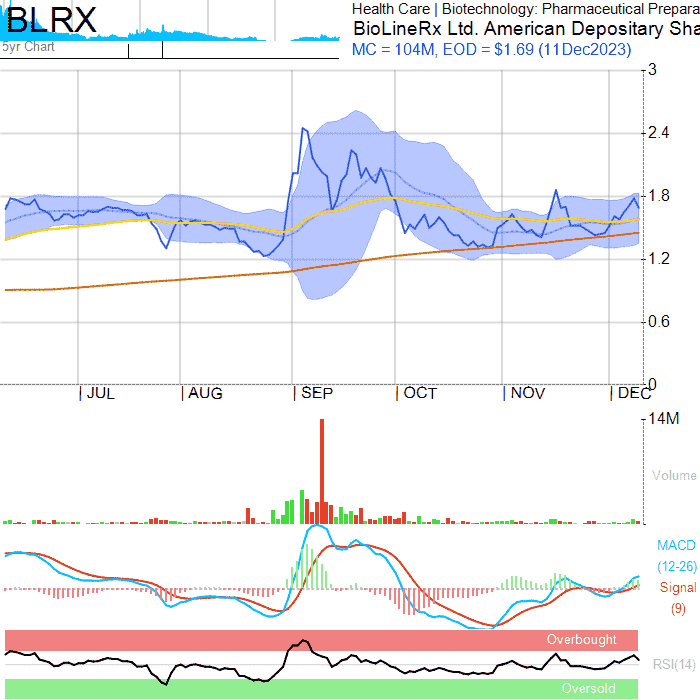 BLRX
5yr Chart
Health Care | Biotechnology: Pharmaceutical Prepara
BioLineRx Ltd. American Depositary Sha
MC = 104M, EOD = $1.69 (11Dec2023)
3
2.4
1.8
1.2
0.6
0
JUL
AUG
SEP
OCT
NOV
DEC
14M
Volume
MACD
(12-26)
Signal
(9)
Overbought
RSI(14)
Oversold